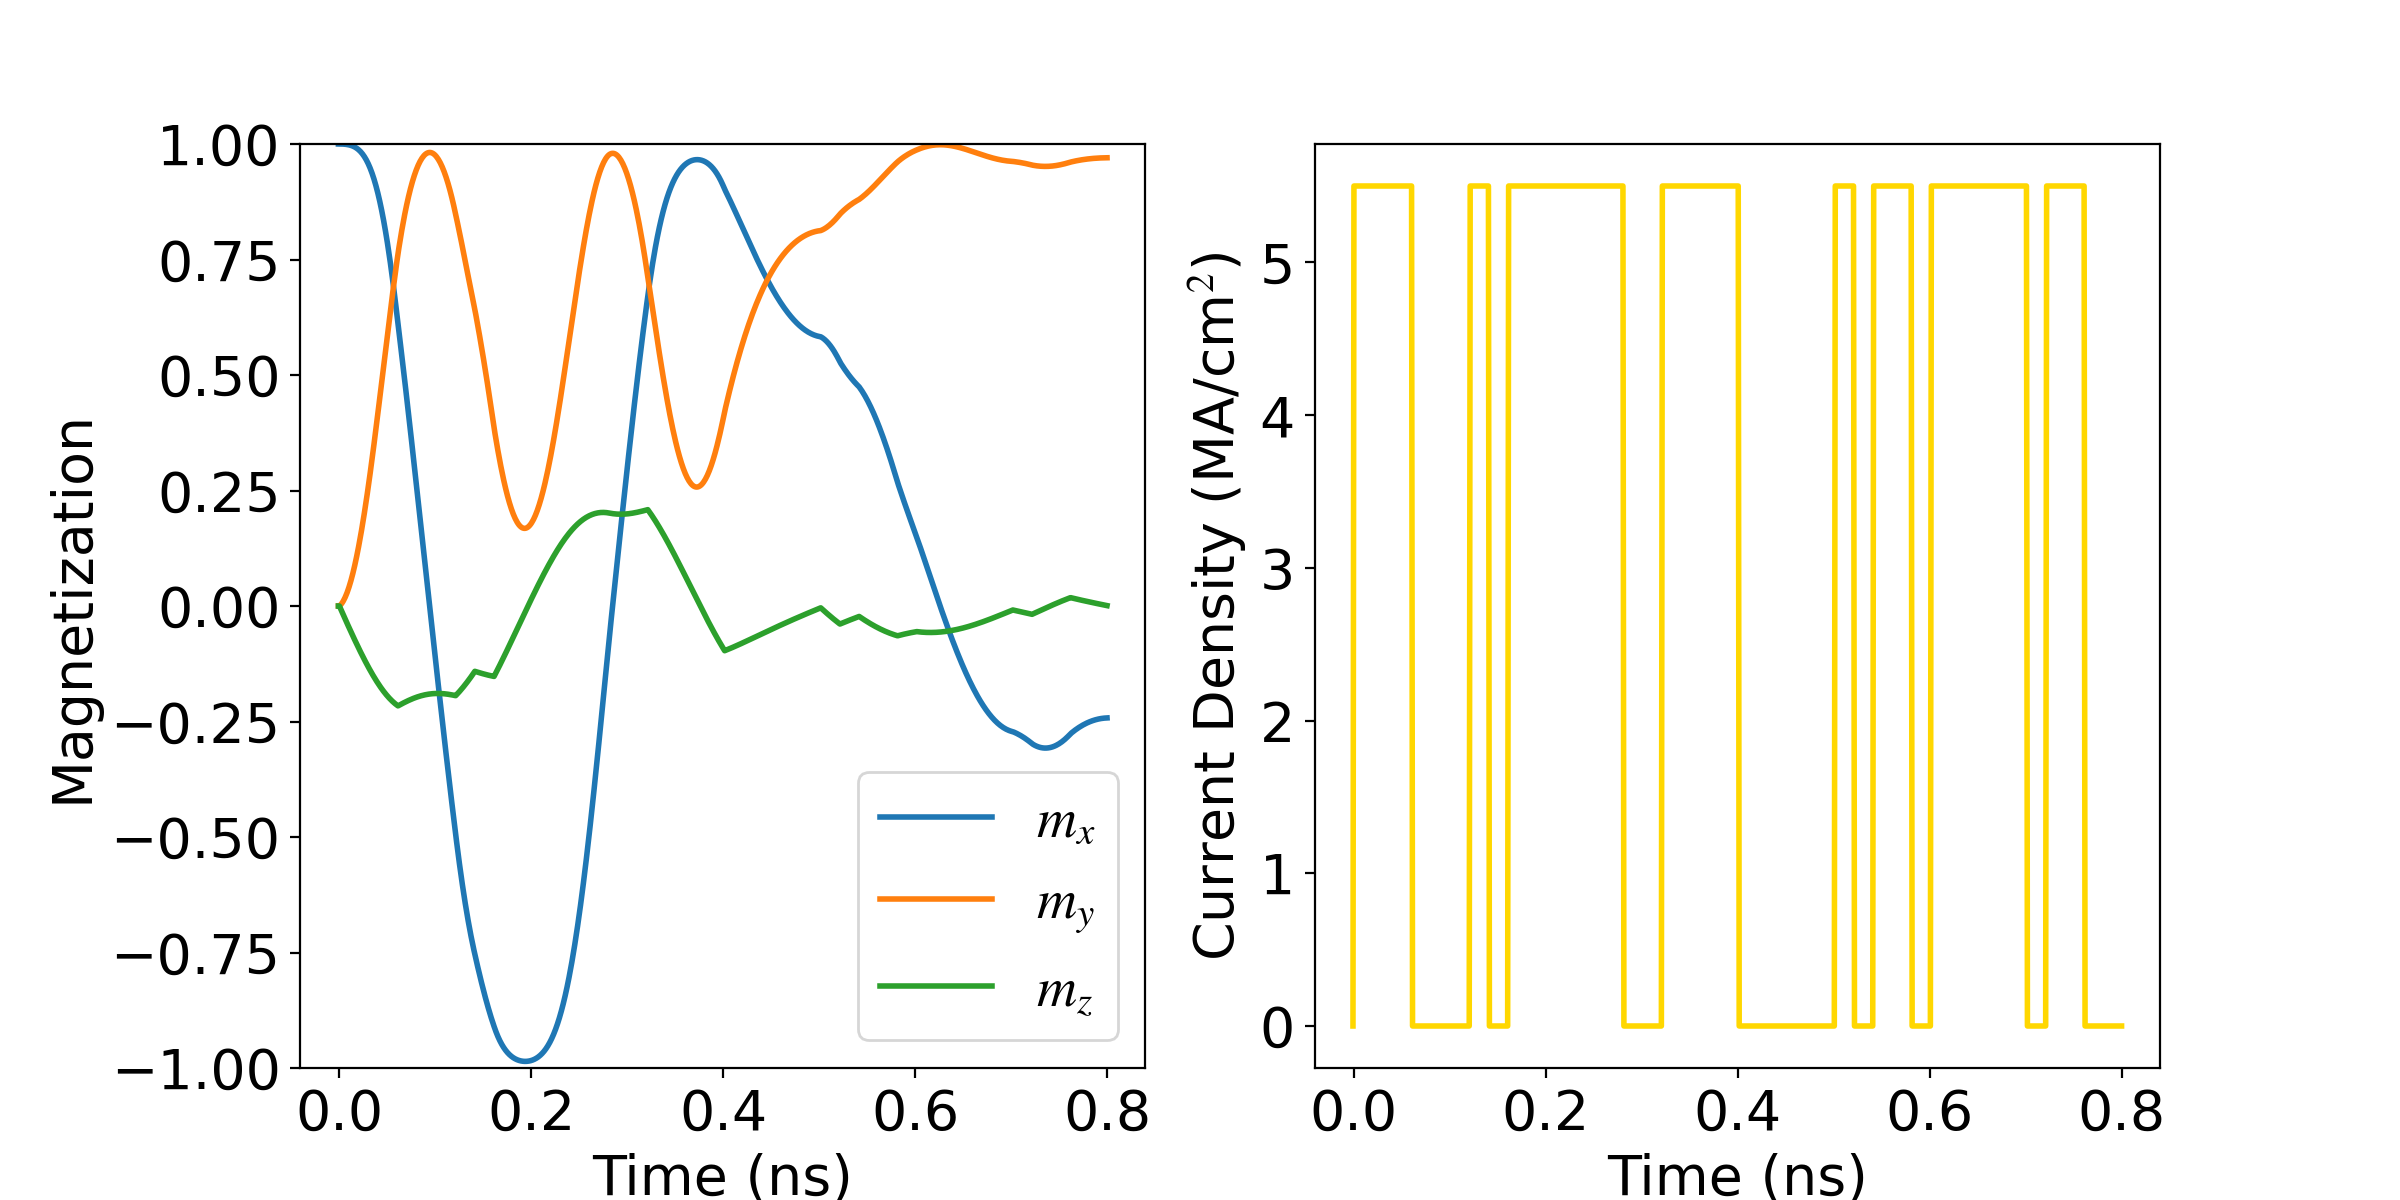 Magnetization
1.00
0.75
0.50
0.25
0.00
−0.25
−0.50
−0.75
−1.00
0.0 0.2 0.4 0.6 0.8
Time (ns)
m_x
m_y
m_z
Current Density (MA/cm²)
5
4
3
2
1
0
0.0 0.2 0.4 0.6 0.8
Time (ns)